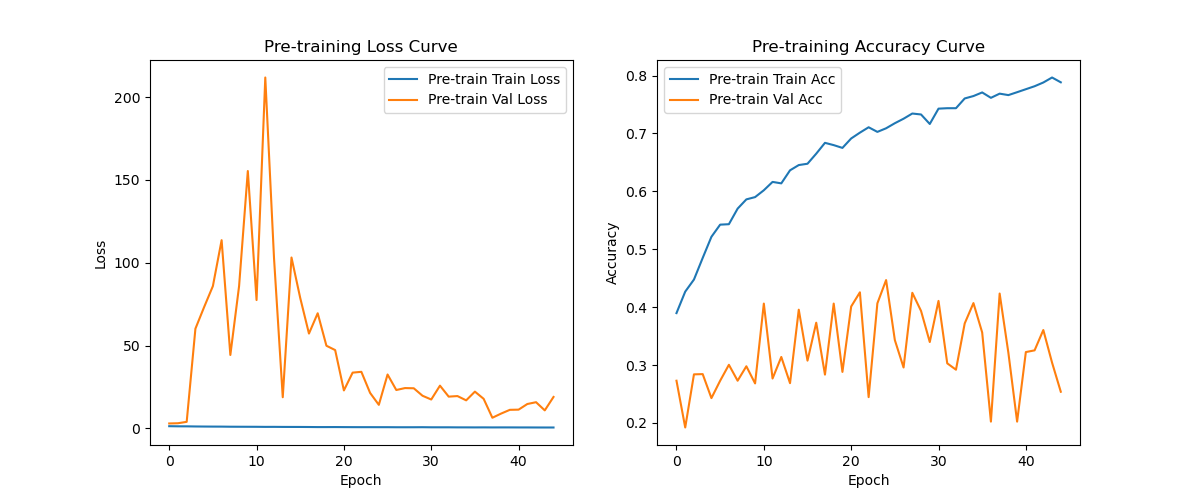 Pre-training Loss Curve
Pre-train Train Loss
Pre-train Val Loss
200
150
100
50
0
Loss
0
10
20
30
40
Epoch
Pre-training Accuracy Curve
Pre-train Train Acc
Pre-train Val Acc
0.8
0.7
0.6
0.5
0.4
0.3
0.2
Accuracy
0
10
20
30
40
Epoch